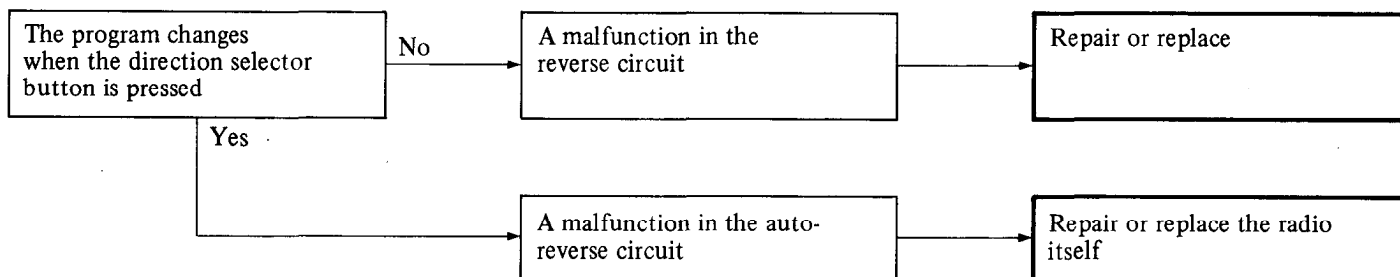 The program changes
when the direction selector
button is pressed
No
A malfunction in the
reverse circuit
Repair or replace
Yes
A malfunction in the auto-
reverse circuit
Repair or replace the radio
itself